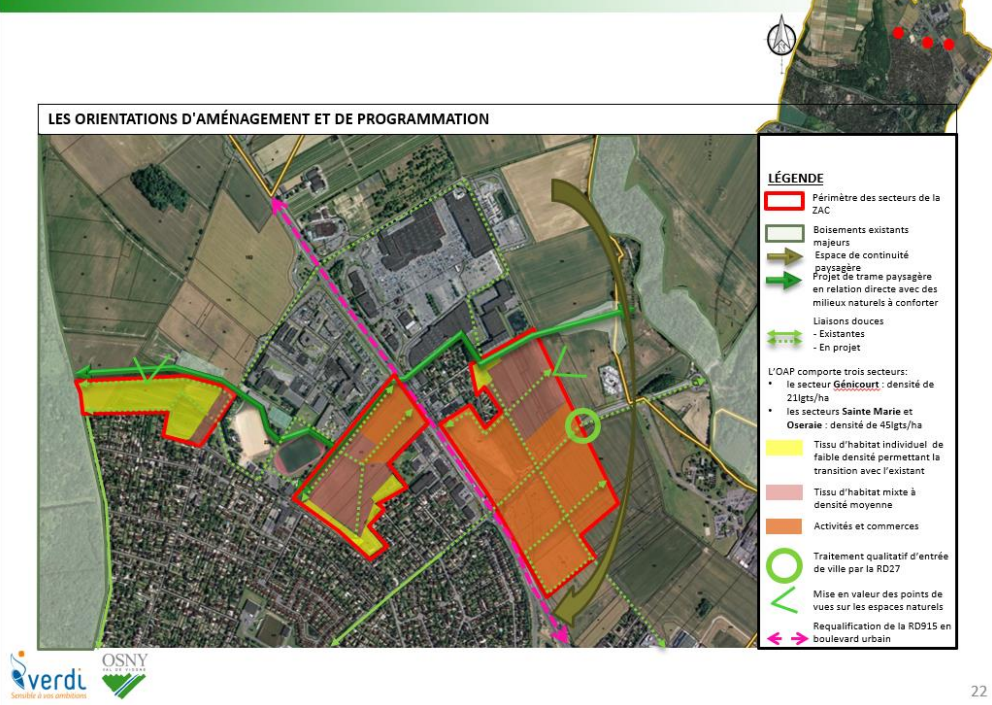 LES ORIENTATIONS D'AMÉNAGEMENT ET DE PROGRAMMATION
LÉGENDE
Périmètre des secteurs de la
ZAC
Boisements existants
majeurs
Espace de continuité
paysagère
Projet de trame paysagère
en relation directe avec des
milieux naturels à conforter
Liaisons douces
- Existantes
- En projet
L'OAP comporte trois secteurs:
• le secteur Génicourt : densité de
21lgts/ha
• les secteurs Sainte Marie et
Oseraie : densité de 45lgts/ha
Tissu d'habitat individuel de
faible densité permettant la
transition avec l'existant
Tissu d'habitat mixte à
densité moyenne
Activités et commerces
Traitement qualitatif d'entrée
de ville par la RD27
Mise en valeur des points de
vues sur les espaces naturels
Requalification de la RD915 en
boulevard urbain
verdi
Sensible à vos ambitions
OSNY
VAL DE VIOSNE
22